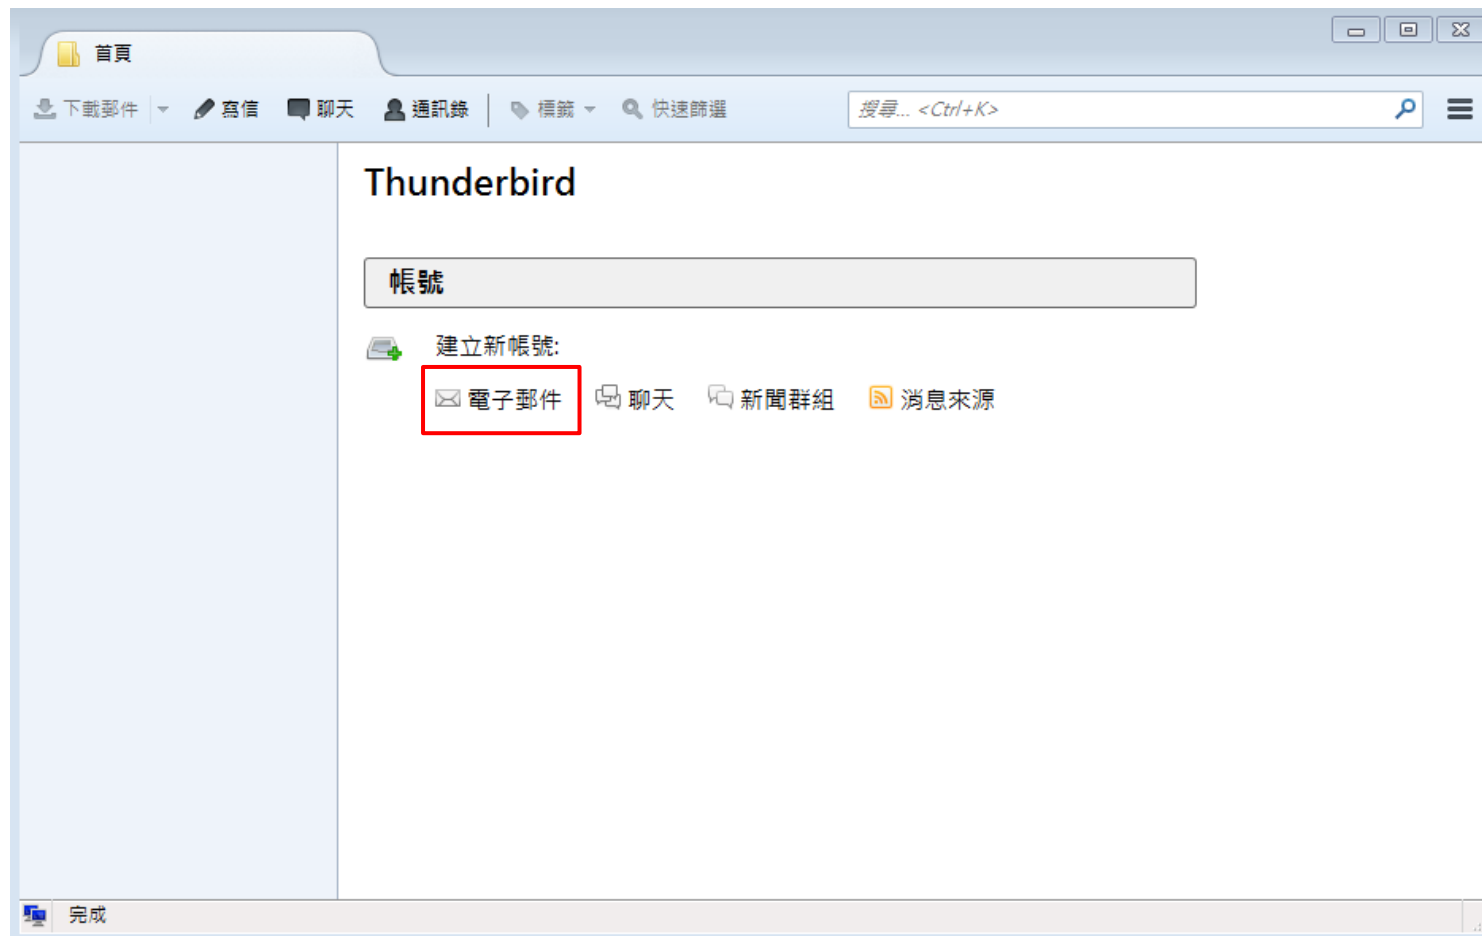 首頁
下載郵件 寫信 聊天 通訊錄 標籤 快速篩選 搜尋... <Ctrl+K>
Thunderbird
帳號
建立新帳號:
電子郵件 聊天 新聞群組 消息來源
完成